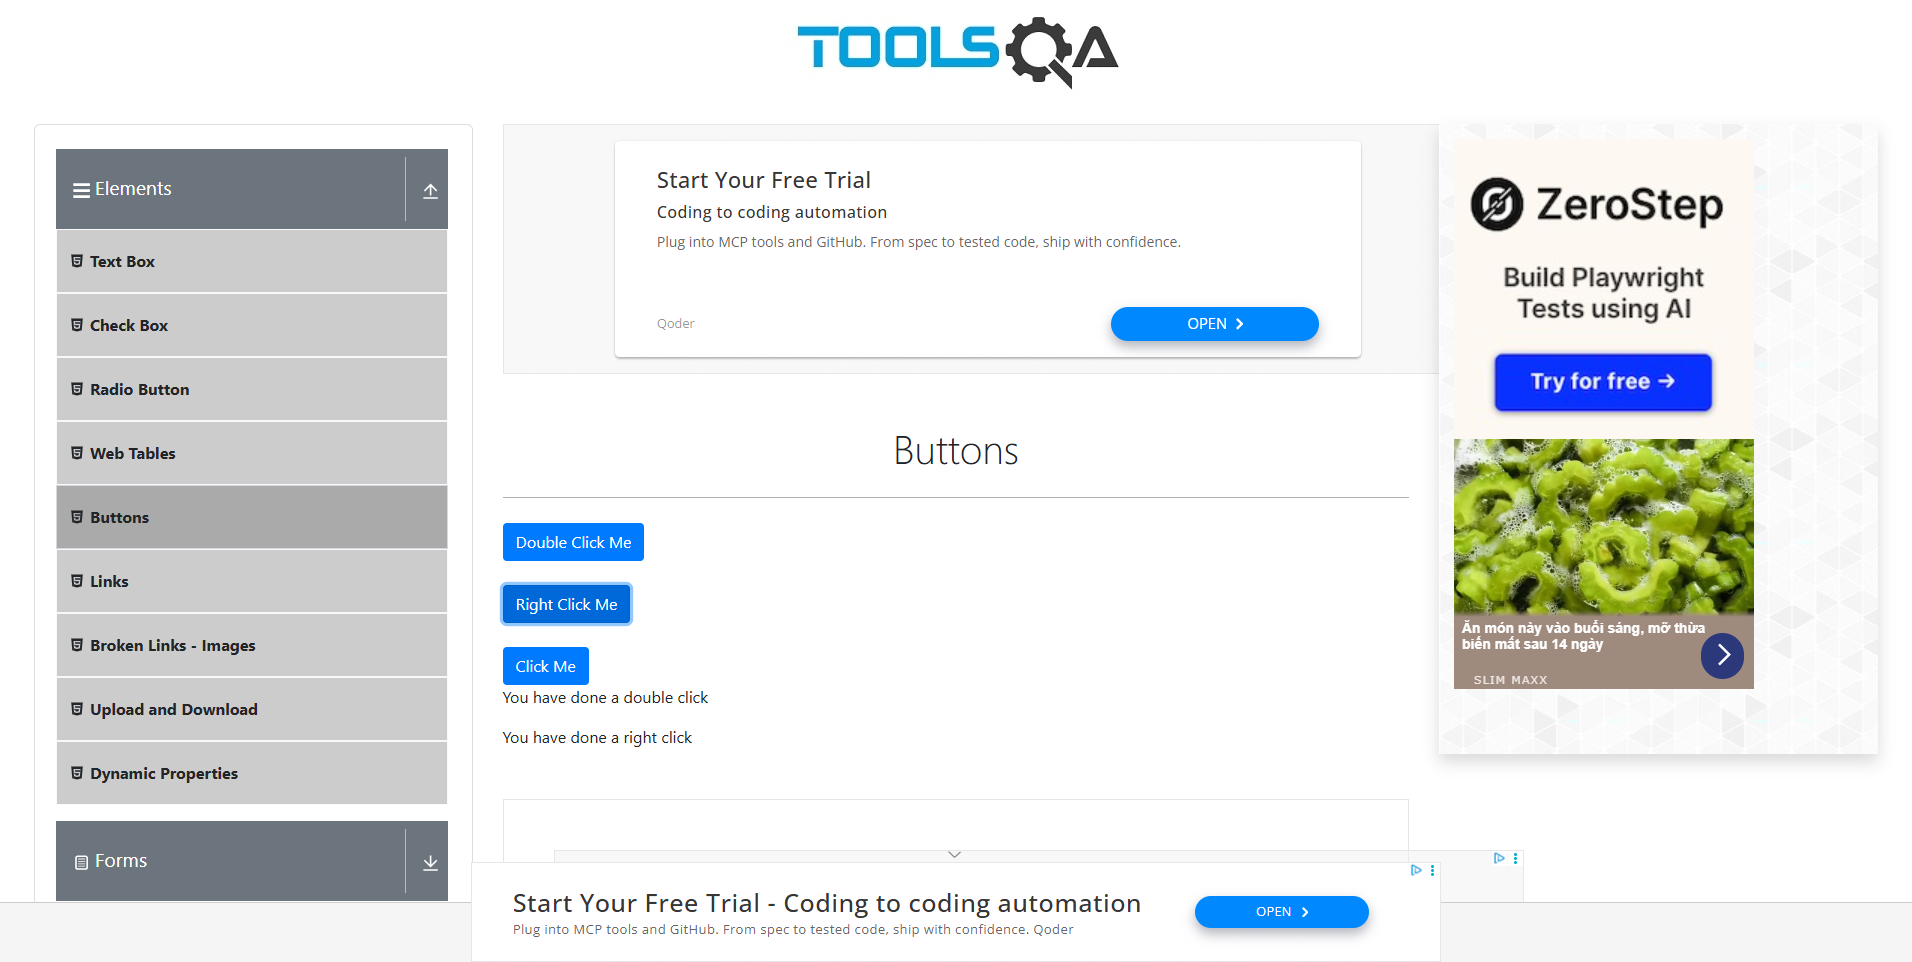 TOOLSQA
Elements
Text Box
Check Box
Radio Button
Web Tables
Buttons
Links
Broken Links - Images
Upload and Download
Dynamic Properties
Forms
Start Your Free Trial
Coding to coding automation
Plug into MCP tools and GitHub. From spec to tested code, ship with confidence.
Qoder
OPEN
Buttons
Double Click Me
Right Click Me
Click Me
You have done a double click
You have done a right click
ZeroStep
Build Playwright
Tests using AI
Try for free →
Ăn món này vào buổi sáng, mỡ thừa
biến mất sau 14 ngày
SLIM MAXX
Start Your Free Trial - Coding to coding automation
Plug into MCP tools and GitHub. From spec to tested code, ship with confidence. Qoder
OPEN